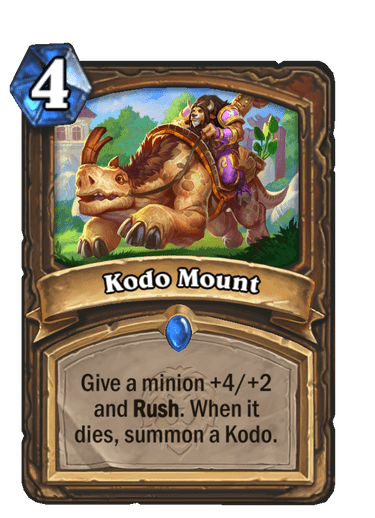 4
Kodo Mount
Give a minion +4/+2
and Rush. When it
dies, summon a Kodo.